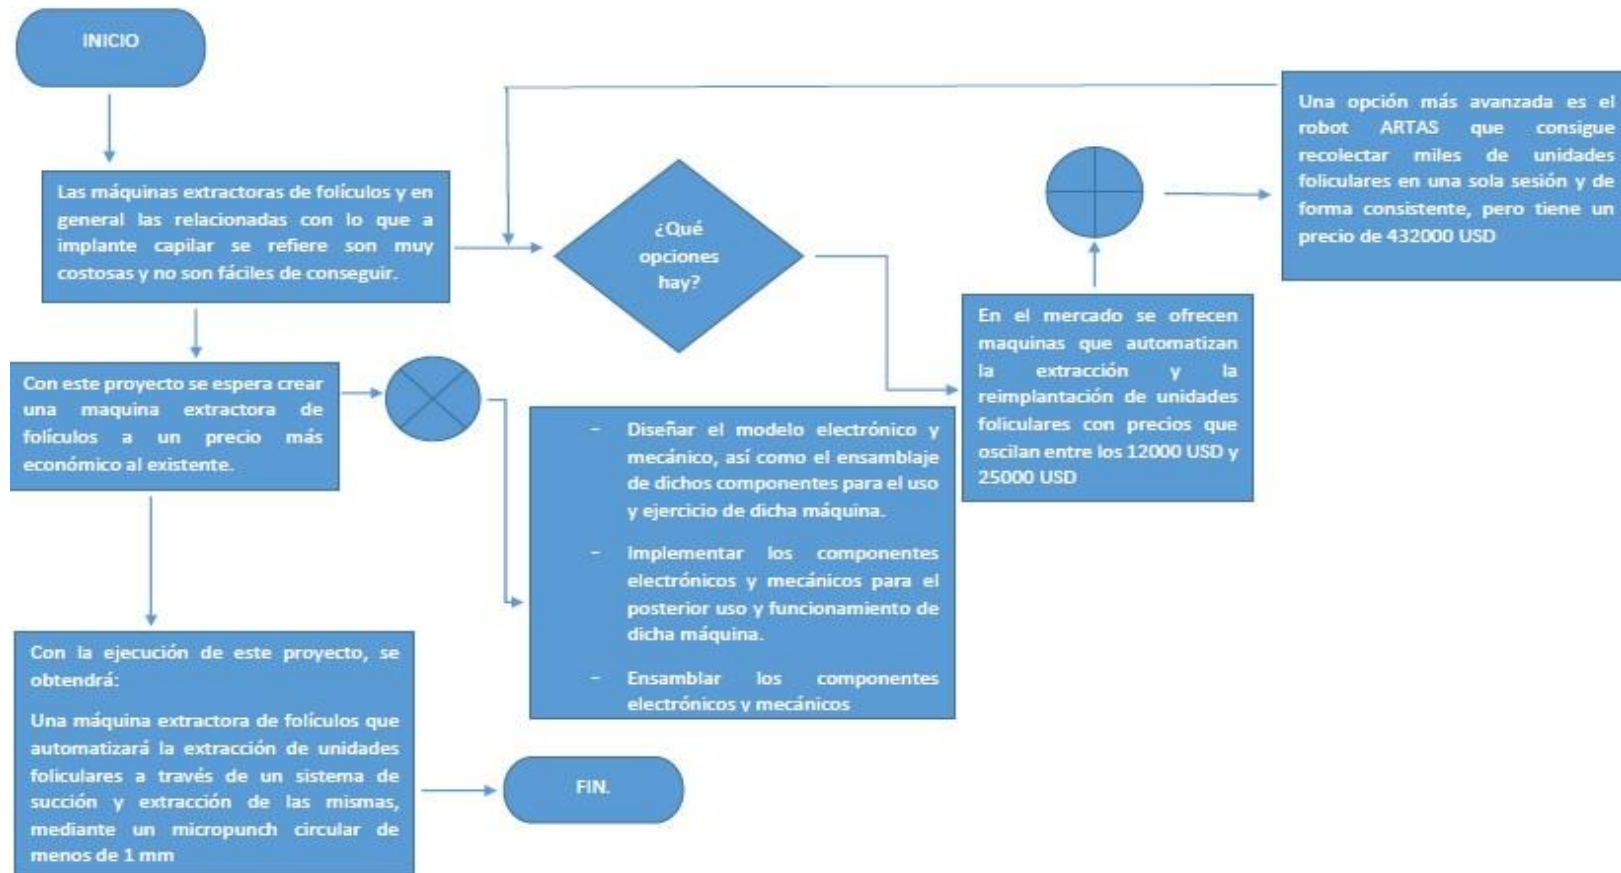 INICIO
Las máquinas extractoras de folículos y en
general las relacionadas con lo que a
implante capilar se refiere son muy
costosas y no son fáciles de conseguir.
¿Qué
opciones
hay?
Una opción más avanzada es el
robot ARTAS que consigue
recolectar miles de unidades
foliculares en una sola sesión y de
forma consistente, pero tiene un
precio de 432000 USD
En el mercado se ofrecen
maquinas que automatizan
la extracción y la
reimplantación de unidades
foliculares con precios que
oscilan entre los 12000 USD y
25000 USD
Con este proyecto se espera crear
una maquina extractora de
folículos a un precio más
económico al existente.
- Diseñar el modelo electrónico y
mecánico, así como el ensamblaje
de dichos componentes para el uso
y ejercicio de dicha máquina.
- Implementar los componentes
electrónicos y mecánicos para el
posterior uso y funcionamiento de
dicha máquina.
- Ensamblar los componentes
electrónicos y mecánicos
Con la ejecución de este proyecto, se
obtendrá:
Una máquina extractora de folículos que
automatizará la extracción de unidades
foliculares a través de un sistema de
succión y extracción de las mismas,
mediante un micropunch circular de
menos de 1 mm
FIN.